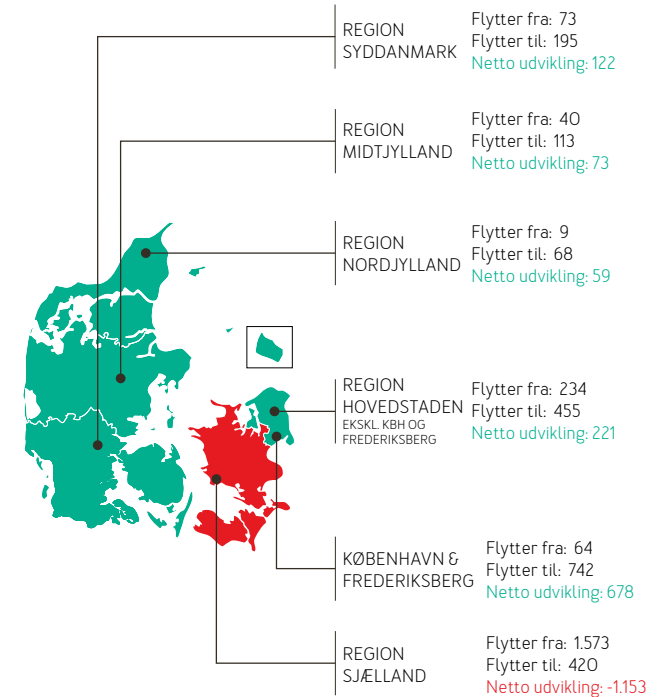 REGION
SYDDANMARK
Flytter fra: 73
Flytter til: 195
Netto udvikling: 122
REGION
MIDTJYLLAND
Flytter fra: 40
Flytter til: 113
Netto udvikling: 73
REGION
NORDJYLLAND
Flytter fra: 9
Flytter til: 68
Netto udvikling: 59
REGION
HOVEDSTADEN
EKSKL. KBH OG
FREDERIKSBERG
Flytter fra: 234
Flytter til: 455
Netto udvikling: 221
KØBENHAVN &
FREDERIKSBERG
Flytter fra: 64
Flytter til: 742
Netto udvikling: 678
REGION
SJÆLLAND
Flytter fra: 1.573
Flytter til: 420
Netto udvikling: -1.153